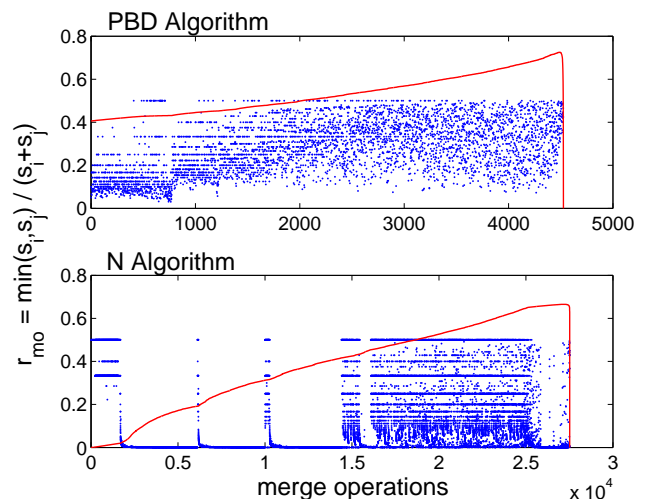 PBD Algorithm
0.8
0.6
0.4
0.2
0
0 1000 2000 3000 4000 5000
r_mo = min(s_i,s_j) / (s_i+s_j)
N Algorithm
0.8
0.6
0.4
0.2
0
0 0.5 1 1.5 2 2.5 3
merge operations
x 10^4